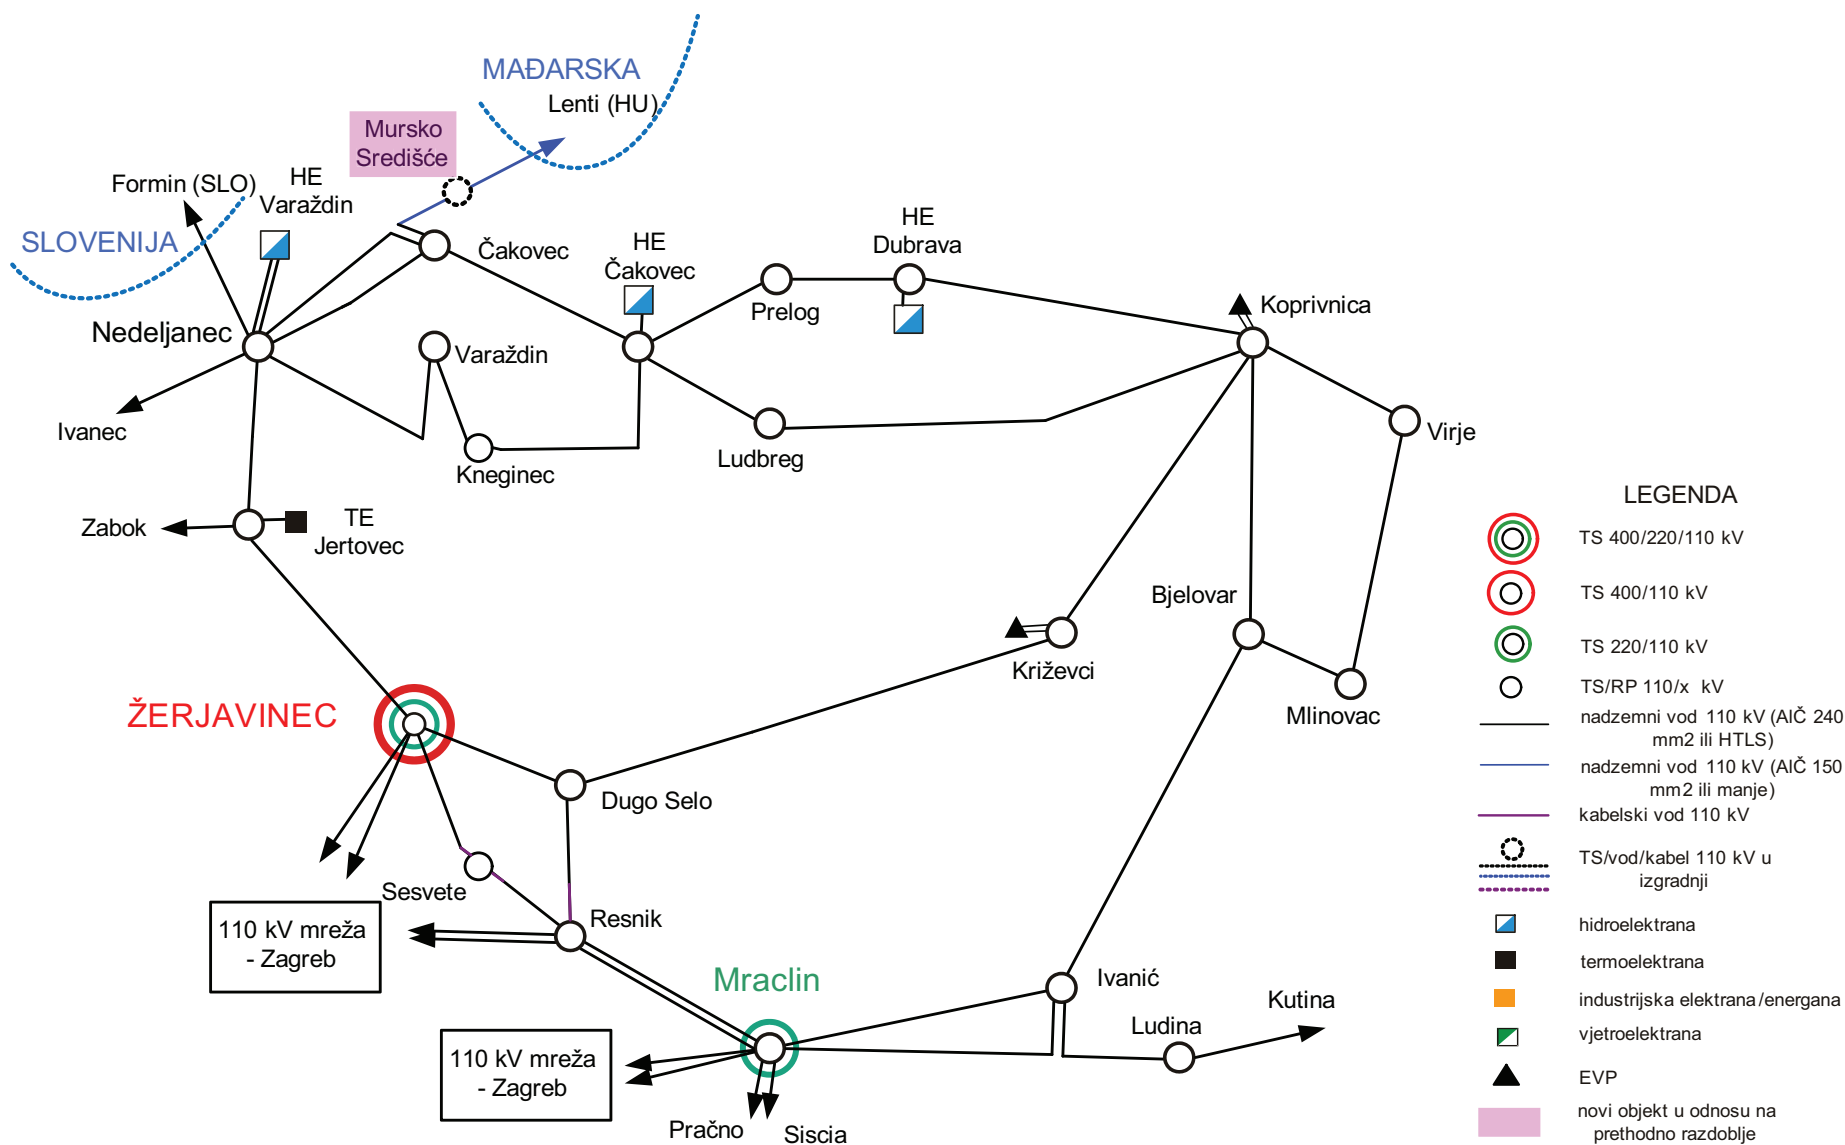 MAĐARSKA
Lenti (HU)
Mursko
Središće
Formin (SLO)
HE
Varaždin
SLOVENIJA
Čakovec
HE
Čakovec
HE
Dubrava
Prelog
Koprivnica
Nedeljanec
Varaždin
Ivanec
Kneginec
Ludbreg
Virje
Zabok
TE
Jertovec
Bjelovar
Križevci
Mlinovac
ŽERJAVINEC
Dugo Selo
Sesvete
Resnik
110 kV mreža
- Zagreb
Mraclin
Ivanić
Kutina
Ludina
110 kV mreža
- Zagreb
Pračno
Siscia
LEGENDA
TS 400/220/110 kV
TS 400/110 kV
TS 220/110 kV
TS/RP 110/x kV
nadzemni vod 110 kV (AIČ 240
mm2 ili HTLS)
nadzemni vod 110 kV (AIČ 150
mm2 ili manje)
kabelski vod 110 kV
TS/vod/kabel 110 kV u
izgradnji
hidroelektrana
termoelektrana
industrijska elektrana/energana
vjetroelektrana
EVP
novi objekt u odnosu na
prethodno razdoblje